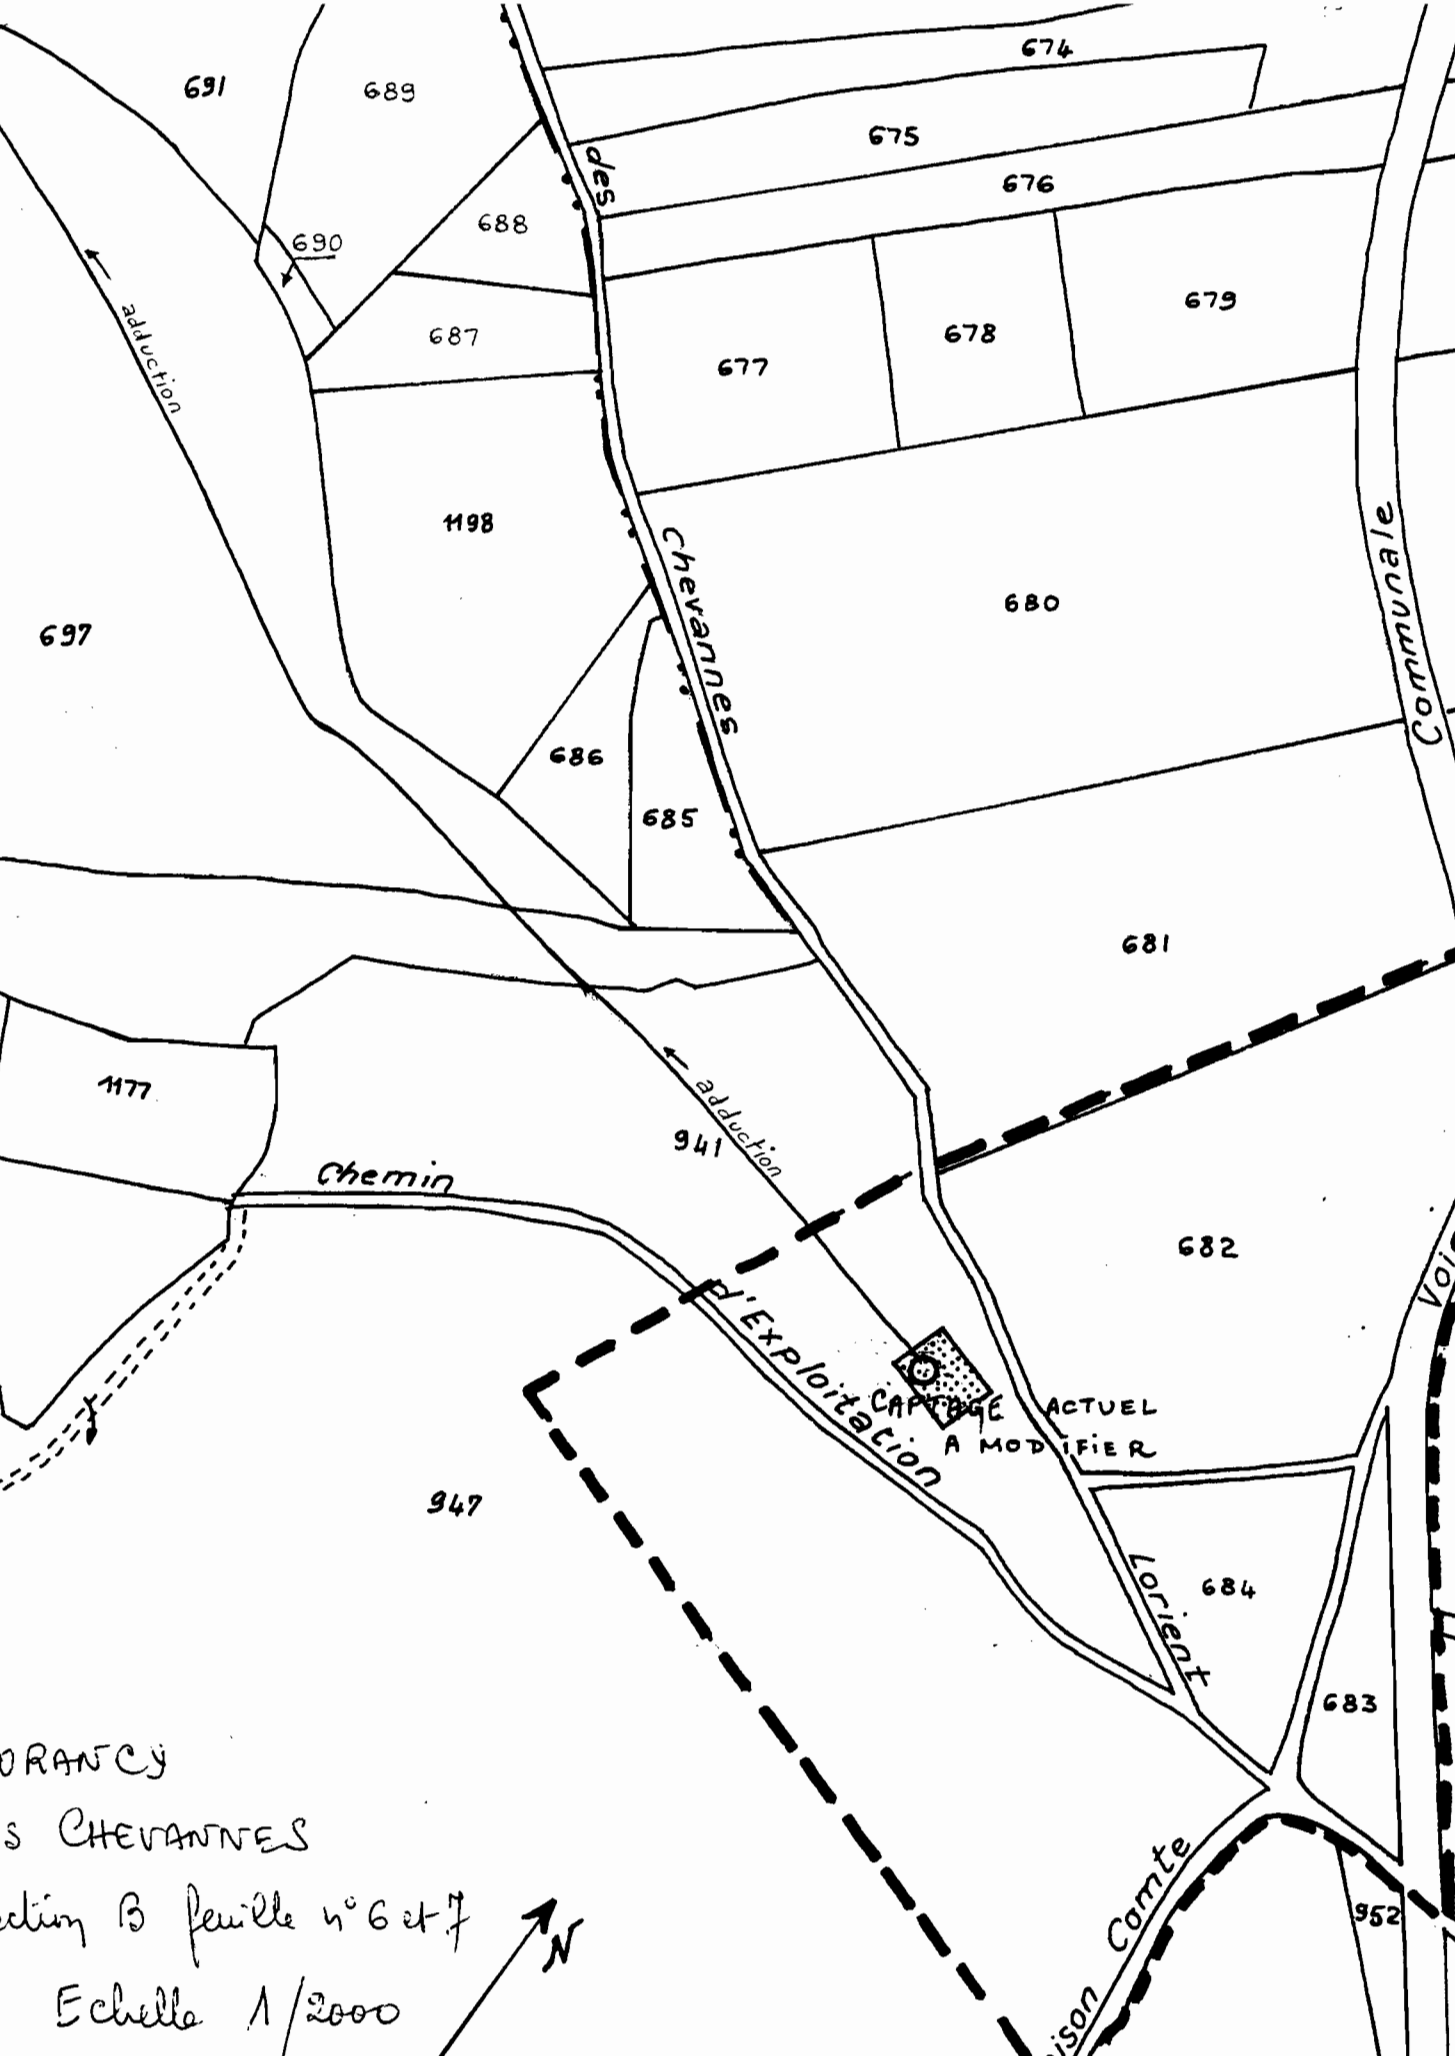 674
691
689
675
des
676
688
690
679
adduction
687
678
677
1198
Chevannes
Communale
680
697
686
685
681
1177
adduction
941
Chemin
682
d'Exploitation
CAPTAGE ACTUEL
A MODIFIER
947
Lorient
684
683
ORANCY
S CHEVANNES
ection B feuille n° 6 et 7
Comte
952
N
Echelle 1/2000